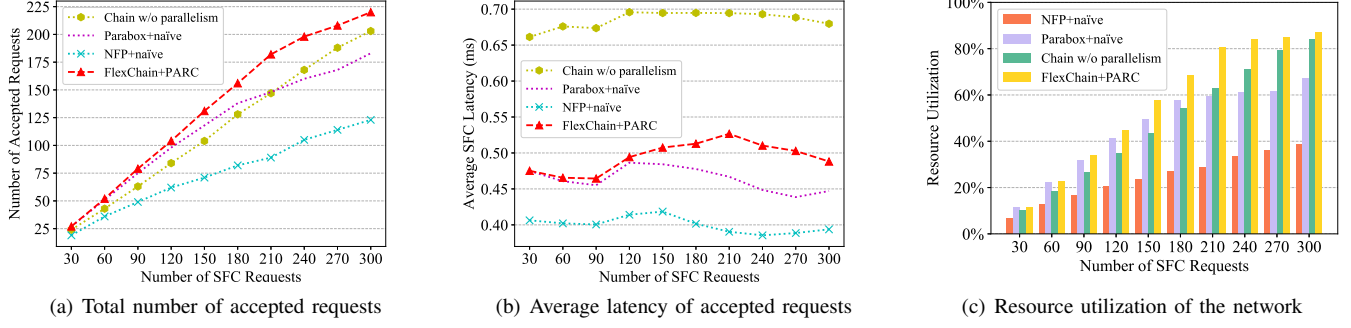 225
200
175
150
125
100
75
50
25
Number of Accepted Requests
Chain w/o parallelism
Parabox+naïve
NFP+naïve
FlexChain+PARC
30 60 90 120 150 180 210 240 270 300
Number of SFC Requests
(a) Total number of accepted requests
0.70
0.65
0.60
0.55
0.50
0.45
0.40
Average SFC Latency (ms)
Chain w/o parallelism
Parabox+naïve
NFP+naïve
FlexChain+PARC
30 60 90 120 150 180 210 240 270 300
Number of SFC Requests
(b) Average latency of accepted requests
80%
60%
40%
20%
0%
Resource Utilization
NFP+naïve
Parabox+naïve
Chain w/o parallelism
FlexChain+PARC
30 60 90 120 150 180 210 240 270 300
Number of SFC Requests
(c) Resource utilization of the network